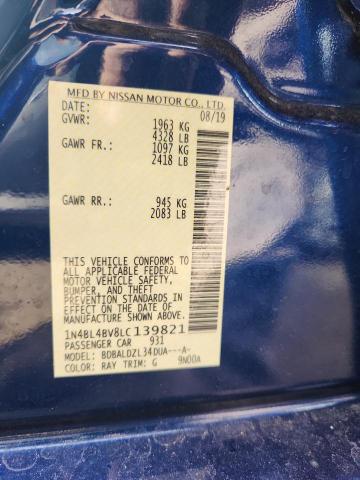 MFD BY NISSAN MOTOR CO., LTD.
DATE: 08/19
GVWR: 1963 KG
4328 LB
GAWR FR.: 1097 KG
2418 LB
GAWR RR.: 945 KG
2083 LB
THIS VEHICLE CONFORMS TO
ALL APPLICABLE FEDERAL
MOTOR VEHICLE SAFETY,
BUMPER, AND THEFT
PREVENTION STANDARDS
IN EFFECT ON THE
DATE OF MANUFACTURE
SHOWN ABOVE.
1N4BL4BV8LC139821
PASSENGER CAR 931
MODEL: BDBALDZL34DUA---A-
COLOR: RAY TRIM: G 9N00A